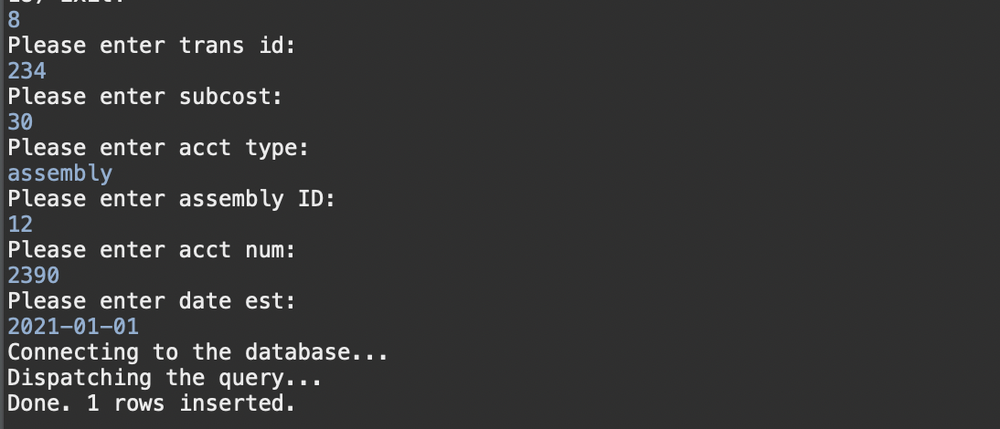 8
Please enter trans id:
234
Please enter subcost:
30
Please enter acct type:
assembly
Please enter assembly ID:
12
Please enter acct num:
2390
Please enter date est:
2021-01-01
Connecting to the database...
Dispatching the query...
Done. 1 rows inserted.